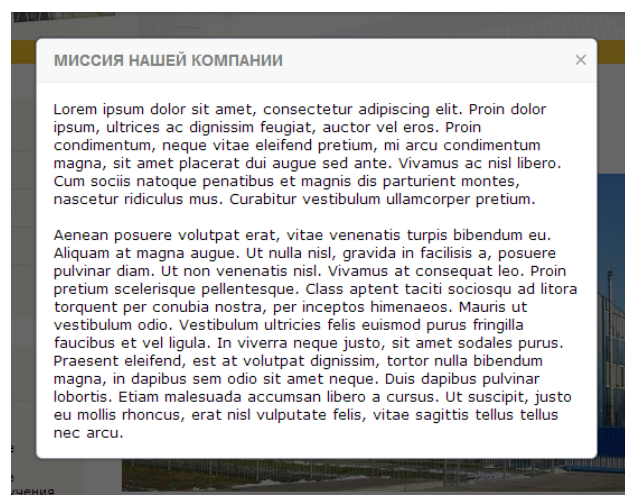 МИССИЯ НАШЕЙ КОМПАНИИ
×
Lorem ipsum dolor sit amet, consectetur adipiscing elit. Proin dolor
ipsum, ultrices ac dignissim feugiat, auctor vel eros. Proin
condimentum, neque vitae eleifend pretium, mi arcu condimentum
magna, sit amet placerat dui augue sed ante. Vivamus ac nisl libero.
Cum sociis natoque penatibus et magnis dis parturient montes,
nascetur ridiculus mus. Curabitur vestibulum ullamcorper pretium.
Aenean posuere volutpat erat, vitae venenatis turpis bibendum eu.
Aliquam at magna augue. Ut nulla nisl, gravida in facilisis a, posuere
pulvinar diam. Ut non venenatis nisl. Vivamus at consequat leo. Proin
pretium scelerisque pellentesque. Class aptent taciti sociosqu ad litora
torquent per conubia nostra, per inceptos himenaeos. Mauris ut
vestibulum odio. Vestibulum ultricies felis euismod purus fringilla
faucibus et vel ligula. In viverra neque justo, sit amet sodales purus.
Praesent eleifend, est at volutpat dignissim, tortor nulla bibendum
magna, in dapibus sem odio sit amet neque. Duis dapibus pulvinar
lobortis. Etiam malesuada accumsan libero a cursus. Ut suscipit, justo
eu mollis rhoncus, erat nisl vulputate felis, vitae sagittis tellus tellus
nec arcu.